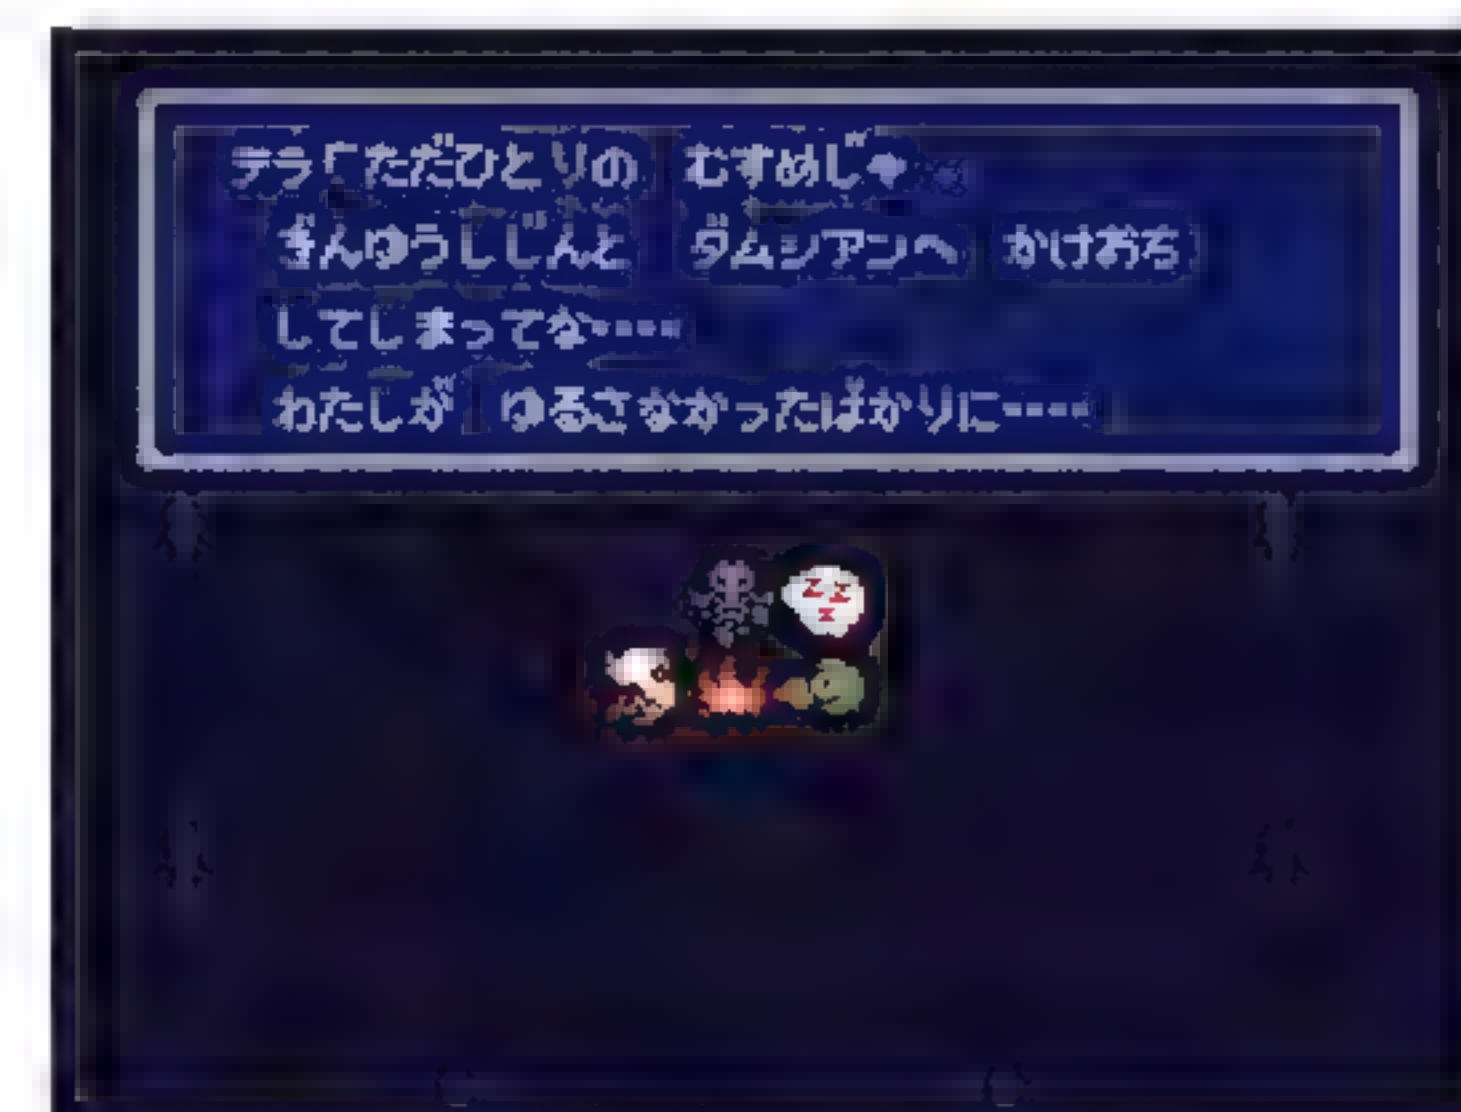 テラ「ただひとりの むすめじゃ
ぎんゆうしじんと ダムシアンへ かけおち
してしまってな‥‥
わたしが ゆるさなかったばかりに‥‥